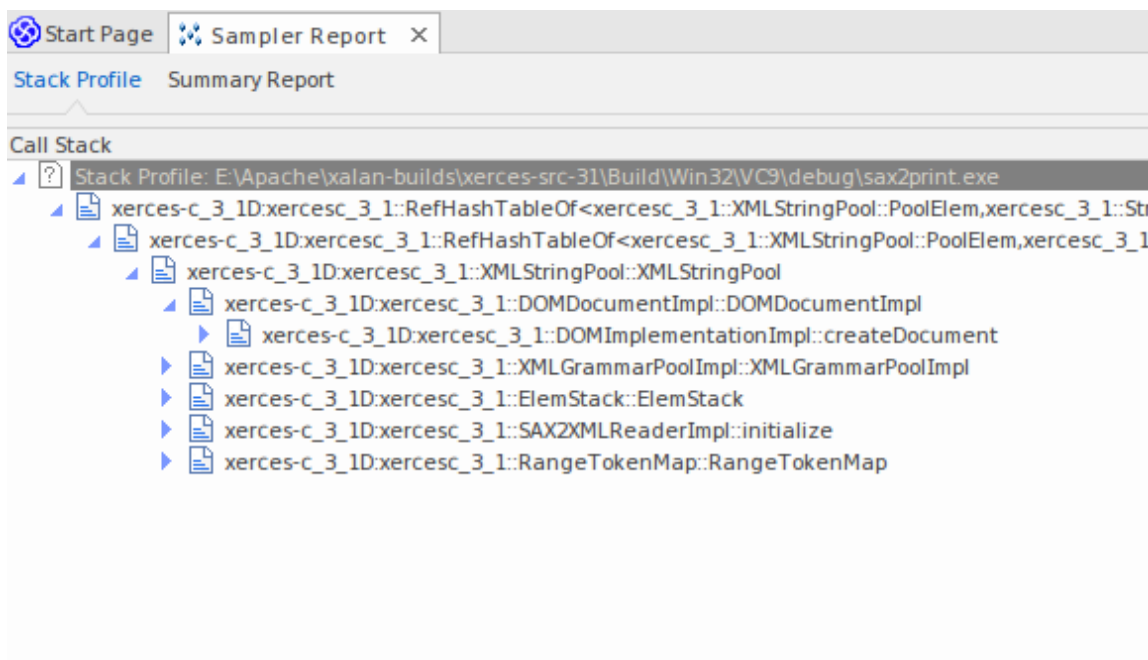 Start Page Sampler Report
Stack Profile Summary Report
Call Stack
Stack Profile: E:\Apache\xalan-builds\xerces-src-31\Build\Win32\VC9\debug\sax2print.exe
xerces-c_3_1D:xercesc_3_1::RefHashTableOf<xercesc_3_1::XMLStringPool::PoolElem,xercesc_3_1::Str
xerces-c_3_1D:xercesc_3_1::RefHashTableOf<xercesc_3_1::XMLStringPool::PoolElem,xercesc_3_1
xerces-c_3_1D:xercesc_3_1::XMLStringPool::XMLStringPool
xerces-c_3_1D:xercesc_3_1::DOMDocumentImpl::DOMDocumentImpl
xerces-c_3_1D:xercesc_3_1::DOMImplementationImpl::createDocument
xerces-c_3_1D:xercesc_3_1::XMLGrammarPoolImpl::XMLGrammarPoolImpl
xerces-c_3_1D:xercesc_3_1::ElemStack::ElemStack
xerces-c_3_1D:xercesc_3_1::SAX2XMLReaderImpl::initialize
xerces-c_3_1D:xercesc_3_1::RangeTokenMap::RangeTokenMap